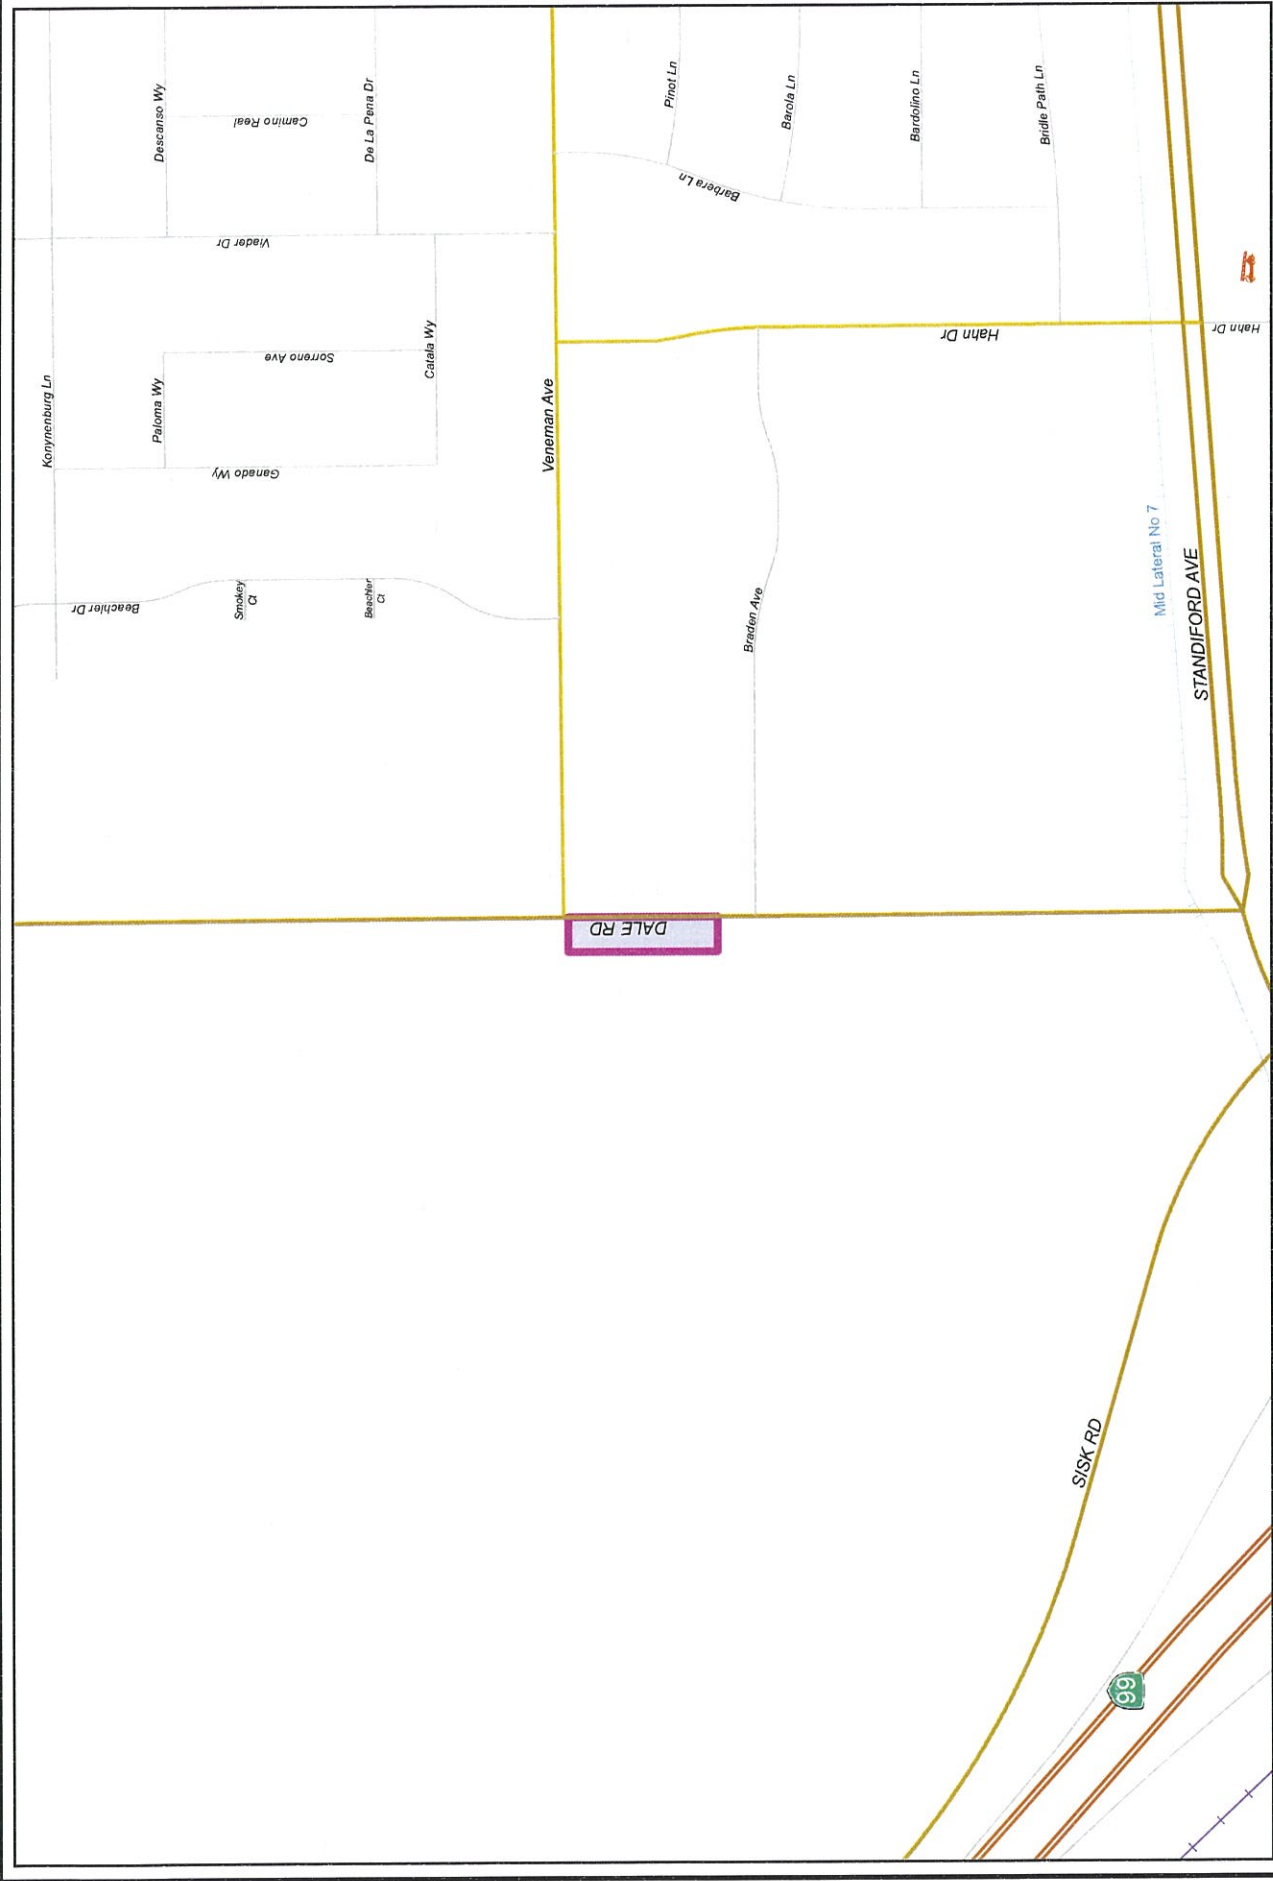 Konynenburg Ln
Descanso Wy
Camino Real
De La Pena Dr
Viader Dr
Sorreno Ave
Paloma Wy
Catala Wy
Ganado Wy
Beachler Dr
Smokey
Ct
Beachler
Ct
Veneman Ave
Pinot Ln
Barola Ln
Bardolino Ln
Bridle Path Ln
Barbera Ln
Hahn Dr
Hahn Dr
Braden Ave
Mid Lateral No 7
STANDIFORD AVE
DALE RD
SISK RD
99